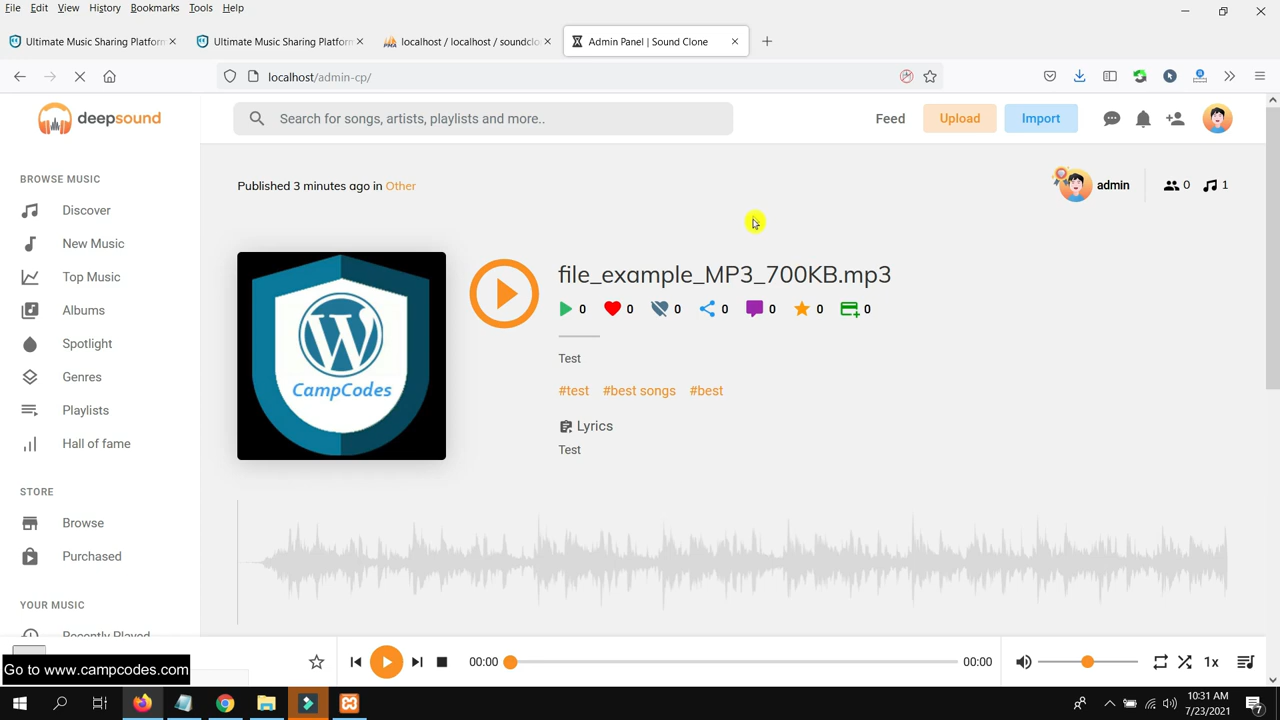 File Edit View History Bookmarks Tools Help
Ultimate Music Sharing Platform
Ultimate Music Sharing Platform
PMA localhost / localhost / soundclo
Admin Panel | Sound Clone
localhost/admin-cp/
deepsound
Search for songs, artists, playlists and more..
Feed
Upload
Import
BROWSE MUSIC
Discover
New Music
Top Music
Albums
Spotlight
Genres
Playlists
Hall of fame
STORE
Browse
Purchased
YOUR MUSIC
Recently Played
Published 3 minutes ago in Other
admin
0
1
CampCodes
file_example_MP3_700KB.mp3
0 0 0 0 0 0 0
Test
#test #best songs #best
Lyrics
Test
00:00
00:00
1x
Go to www.campcodes.com
10:31 AM
7/23/2021
7